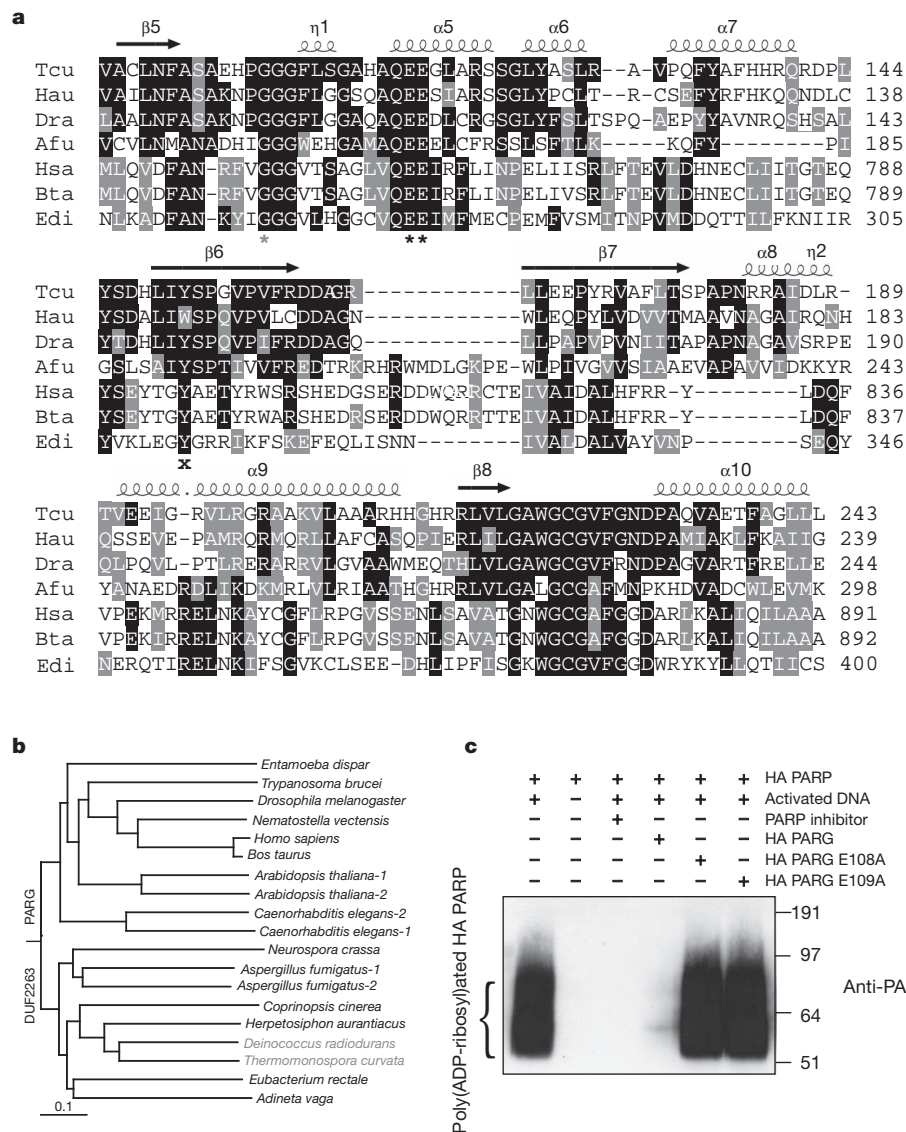 a
β5 η1 α5 α6 α7
Tcu VACLNFASAEHPGGGFLSGAHAQEEGLARSSGLYASLR--A-VPQFYAFHHRQRDPL 144
Hau VAILNFASAKNPGGGFLGGSQAQEESIARSSGLYPCLT--R-CSEFYRFHKQQNDLC 138
Dra LAALNFASAKNPGGGFLGGAQAQEEDLCRGSGLYFSLTSPQ-AEPYYAVNRQSHSAL 143
Afu VCVLNMANADHIGGGWEHGAMAQEEELCFRSSLSFTLK-----KQFY--------PI 185
Hsa MLQVDFAN-RFVGGGVTSAGLVQEEIRFLINPELIISRLFTEVLDHNECLIITGTEQ 788
Bta MLQVDFAN-RFVGGGVTSAGLVQEEIRFLINPELIVSRLFTEVLDHNECLIITGTEQ 789
Edi NLKADFAN-KYIGGGVLHGGCVQEEIMFMECPEMFVSMITNPVMDDQTTILFKNIIR 305
* **
β6 β7 α8 η2
Tcu YSDHLIYSPGVPVFRDDAGR------------LLEEPYRVAFLTSPAPNRRAIDLR- 189
Hau YSDALIWSPQVPVLCDDAGN------------WLEQPYLVDVVTMAAVNAGAIRQNH 183
Dra YTDHLIYSPQVPIFRDDAGQ------------LLPAPVPVNIITAPAPNAGAVSRPE 190
Afu GSLSAIYSPTIVVFREDTRKRHRWMDLGKPE-WLPIVGVVSIAAEVAPAVVIDKKYR 243
Hsa YSEYTGYAETYRWSRSHEDGSERDDWQRRCTEIVAIDALHFRR-Y--------LDQF 836
Bta YSEYTGYAETYRWARSHEDRSERDDWQRRTTEIVAIDALHFRR-Y--------LDQF 837
Edi YVKLEGYGRRIKFSKEFEQLISNN--------IVALDALVAYVNP--------SEQY 346
x
α9 β8 α10
Tcu TVEEIG-RVLRGRAAKVLAAARHHGHRRLVLGAWGCGVFGNDPAQVAETFAGLLL 243
Hau QSSEVE-PAMRQRMQRLLAFCASQPIERLILGAWGCGVFGNDPAMIAKLFKAIIG 239
Dra QLPQVL-PTLRERARRVLGVAAWMEQTHLVLGAWGCGVFRNDPAGVARTFRELLE 244
Afu YANAEDRDLIKDKMRLVLRIAATHGHRRLVLGALGCGAFMNPKHDVADCWLEVMK 298
Hsa VPEKMRRELNKAYCGFLRPGVSSENLSAVATGNWGCGAFGGDARLKALIQILAAA 891
Bta VPEKIRRELNKAYCGFLRPGVSSENLSAVATGNWGCGAFGGDARLKALIQILAAA 892
Edi NERQTIRELNKIFSGVKCLSEE-DHLIPFISGKWGCGVFGGDWRYKYLLQTIICS 400
b
PARG
DUF2263
Entamoeba dispar
Trypanosoma brucei
Drosophila melanogaster
Nematostella vectensis
Homo sapiens
Bos taurus
Arabidopsis thaliana-1
Arabidopsis thaliana-2
Caenorhabditis elegans-2
Caenorhabditis elegans-1
Neurospora crassa
Aspergillus fumigatus-1
Aspergillus fumigatus-2
Coprinopsis cinerea
Herpetosiphon aurantiacus
Deinococcus radiodurans
Thermomonospora curvata
Eubacterium rectale
Adineta vaga
0.1
c
+ + + + + + HA PARP
+ – + + + + Activated DNA
– – + – – – PARP inhibitor
– – – + – – HA PARG
– – – – + – HA PARG E108A
– – – – – + HA PARG E109A
Poly(ADP-ribosyl)ated HA PARP
191
97
64
51
Anti-PA